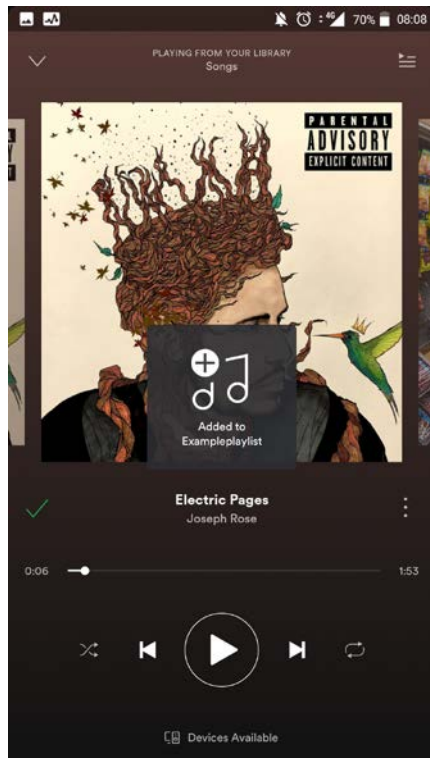 4G 70% 08:08
PLAYING FROM YOUR LIBRARY
Songs
PARENTAL
ADVISORY
EXPLICIT CONTENT
Added to
Exampleplaylist
Electric Pages
Joseph Rose
0:06 1:53
Devices Available